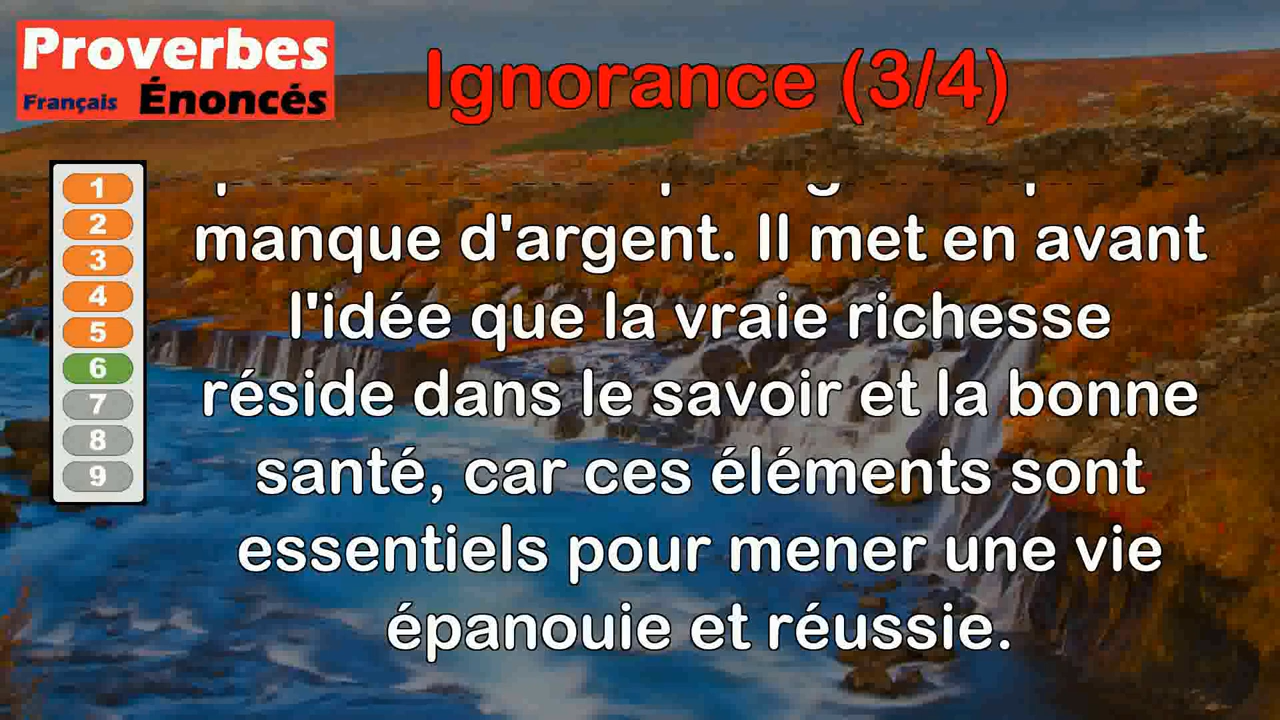 Proverbes
Français Énoncés
Ignorance (3/4)
1
2
3
4
5
6
7
8
9
manque d'argent. Il met en avant
l'idée que la vraie richesse
réside dans le savoir et la bonne
santé, car ces éléments sont
essentiels pour mener une vie
épanouie et réussie.